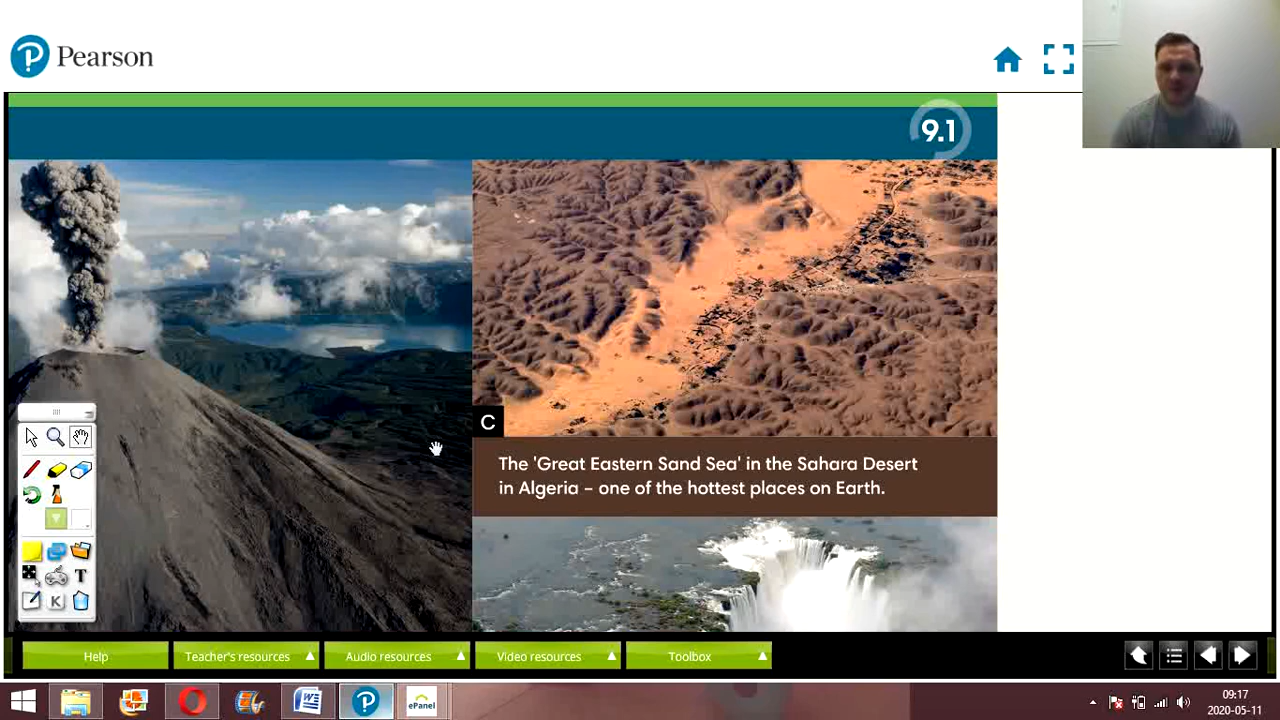 Pearson
9.1
C
The 'Great Eastern Sand Sea' in the Sahara Desert
in Algeria – one of the hottest places on Earth.
T
K
Help
Teacher's resources
Audio resources
Video resources
Toolbox
ePanel
09:17
2020-05-11